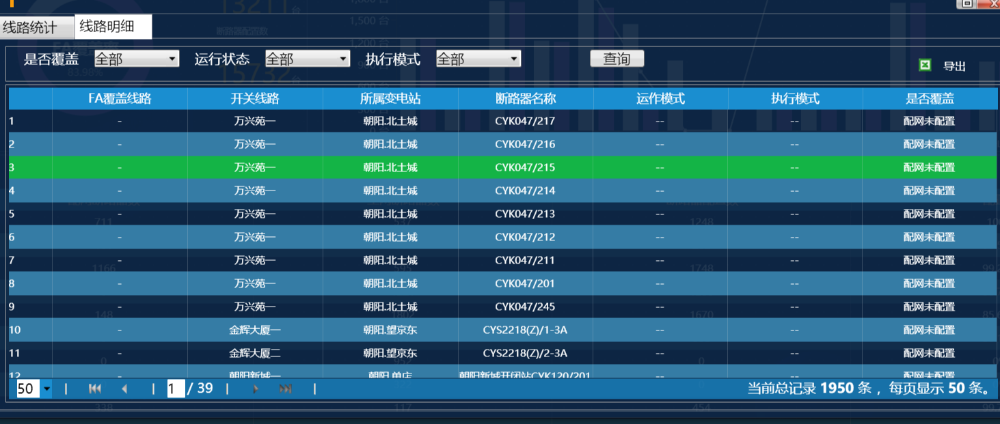 线路统计 线路明细
是否覆盖 全部 运行状态 全部 执行模式 全部 查询 导出
FA覆盖线路 开关线路 所属变电站 断路器名称 运作模式 执行模式 是否覆盖
1 - 万兴苑一 朝阳.北土城 CYK047/217 -- -- 配网未配置
2 - 万兴苑一 朝阳.北土城 CYK047/216 -- -- 配网未配置
3 - 万兴苑一 朝阳.北土城 CYK047/215 -- -- 配网未配置
4 - 万兴苑一 朝阳.北土城 CYK047/214 -- -- 配网未配置
5 - 万兴苑一 朝阳.北土城 CYK047/213 -- -- 配网未配置
6 - 万兴苑一 朝阳.北土城 CYK047/212 -- -- 配网未配置
7 - 万兴苑一 朝阳.北土城 CYK047/211 -- -- 配网未配置
8 - 万兴苑一 朝阳.北土城 CYK047/201 -- -- 配网未配置
9 - 万兴苑一 朝阳.北土城 CYK047/245 -- -- 配网未配置
10 - 金辉大厦一 朝阳.望京东 CYS2218(Z)/1-3A -- -- 配网未配置
11 - 金辉大厦二 朝阳.望京东 CYS2218(Z)/2-3A -- -- 配网未配置
12 - 朝阳新城一 朝阳.单店 朝阳新城开闭站CYK120/201 -- -- 配网未配置
50 | | 1 / 39 | | 当前总记录 1950 条 ，每页显示 50 条。